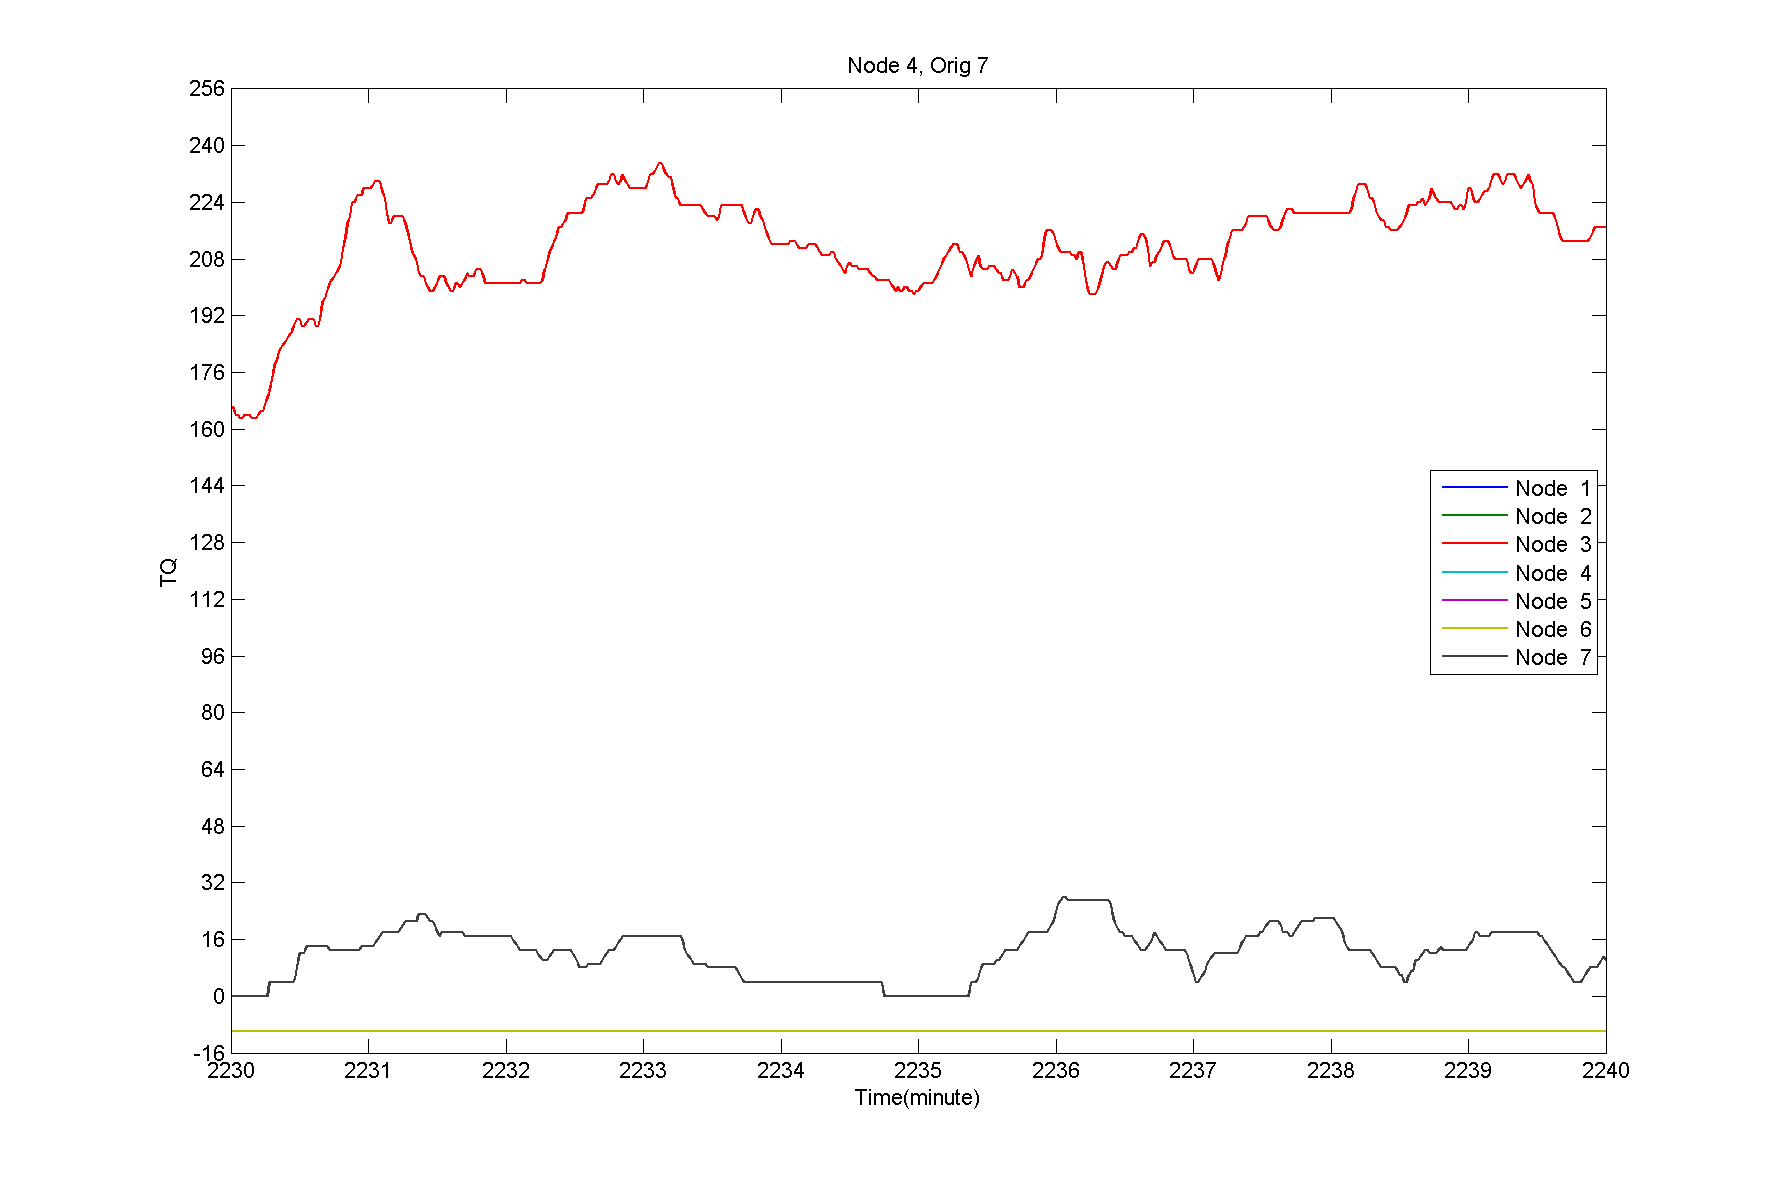 Node 4, Orig 7
256
240
224
208
192
176
160
144
128
112
96
80
64
48
32
16
0
-16
TQ
Node 1
Node 2
Node 3
Node 4
Node 5
Node 6
Node 7
2230 2231 2232 2233 2234 2235 2236 2237 2238 2239 2240
Time(minute)